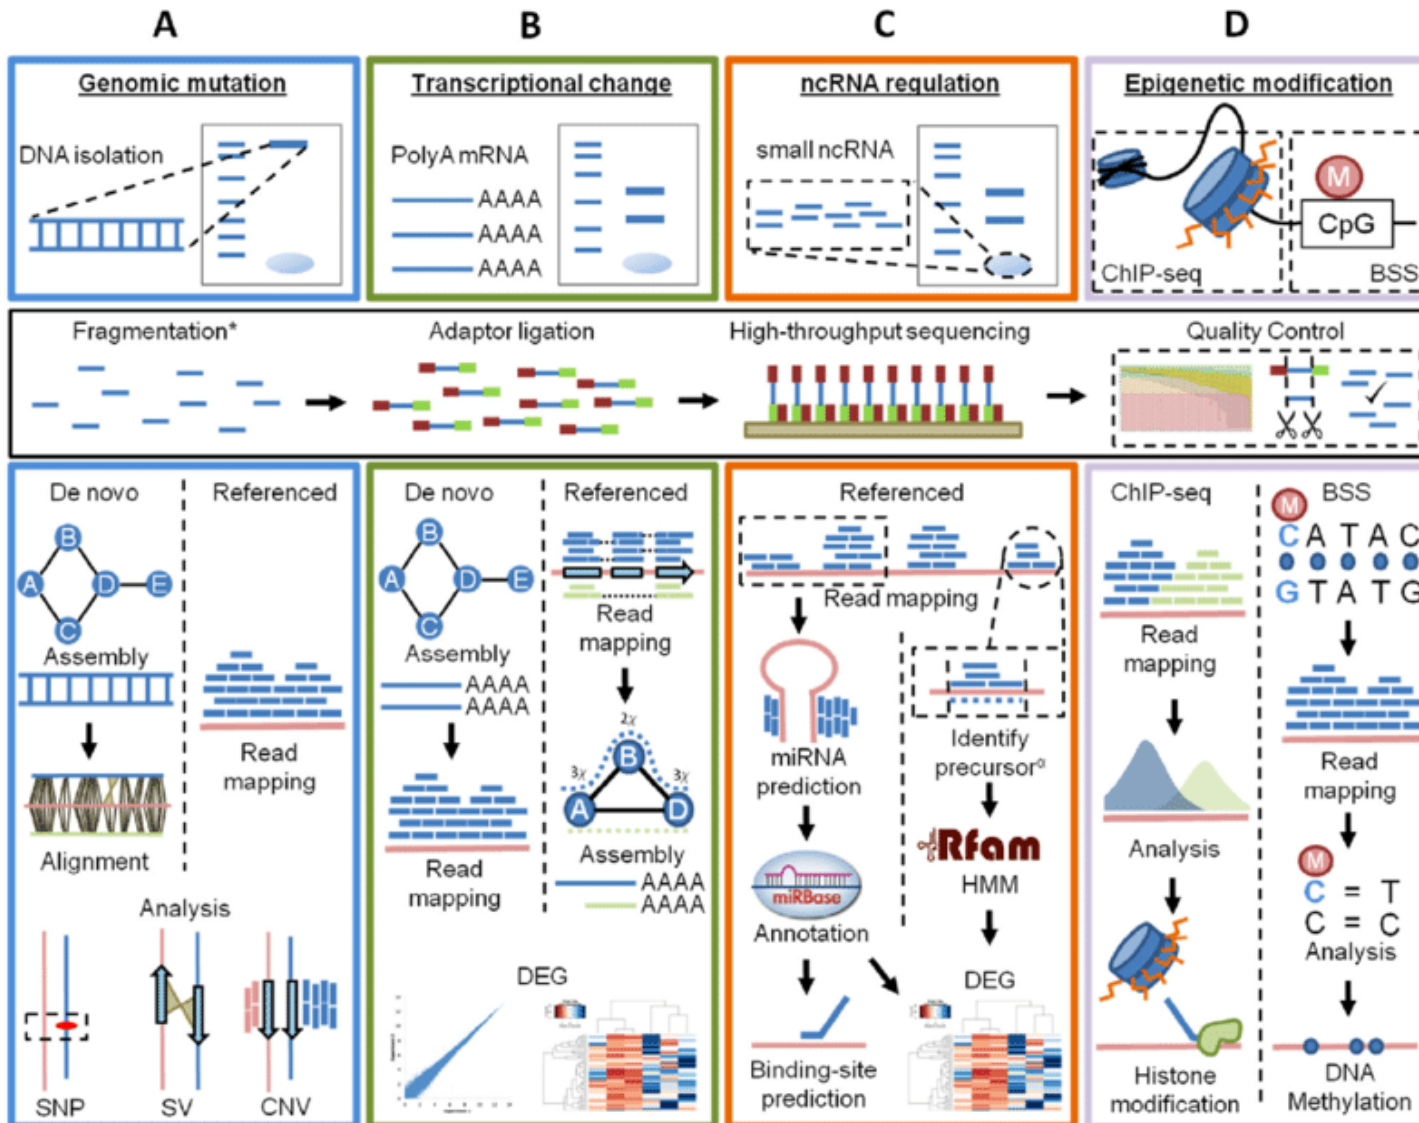 A
B
C
D
Genomic mutation
DNA isolation
Transcriptional change
PolyA mRNA
AAAA
AAAA
AAAA
ncRNA regulation
small ncRNA
Epigenetic modification
M
CpG
ChIP-seq
BSS
Fragmentation*
Adaptor ligation
High-throughput sequencing
Quality Control
De novo
Referenced
B
A
D
E
C
Assembly
Read
mapping
Alignment
Analysis
SNP
SV
CNV
De novo
Referenced
B
A
D
E
C
Assembly
AAAA
AAAA
Read
mapping
Read
mapping
2χ
B
3χ
3χ
A
D
Assembly
AAAA
AAAA
DEG
Referenced
Read mapping
miRNA
prediction
miRBase
Annotation
Binding-site
prediction
Identify
precursorα
Rfam
HMM
DEG
ChIP-seq
Read
mapping
Analysis
Histone
modification
BSS
M
C A T A C
G T A T G
Read
mapping
M
C = T
C = C
Analysis
DNA
Methylation